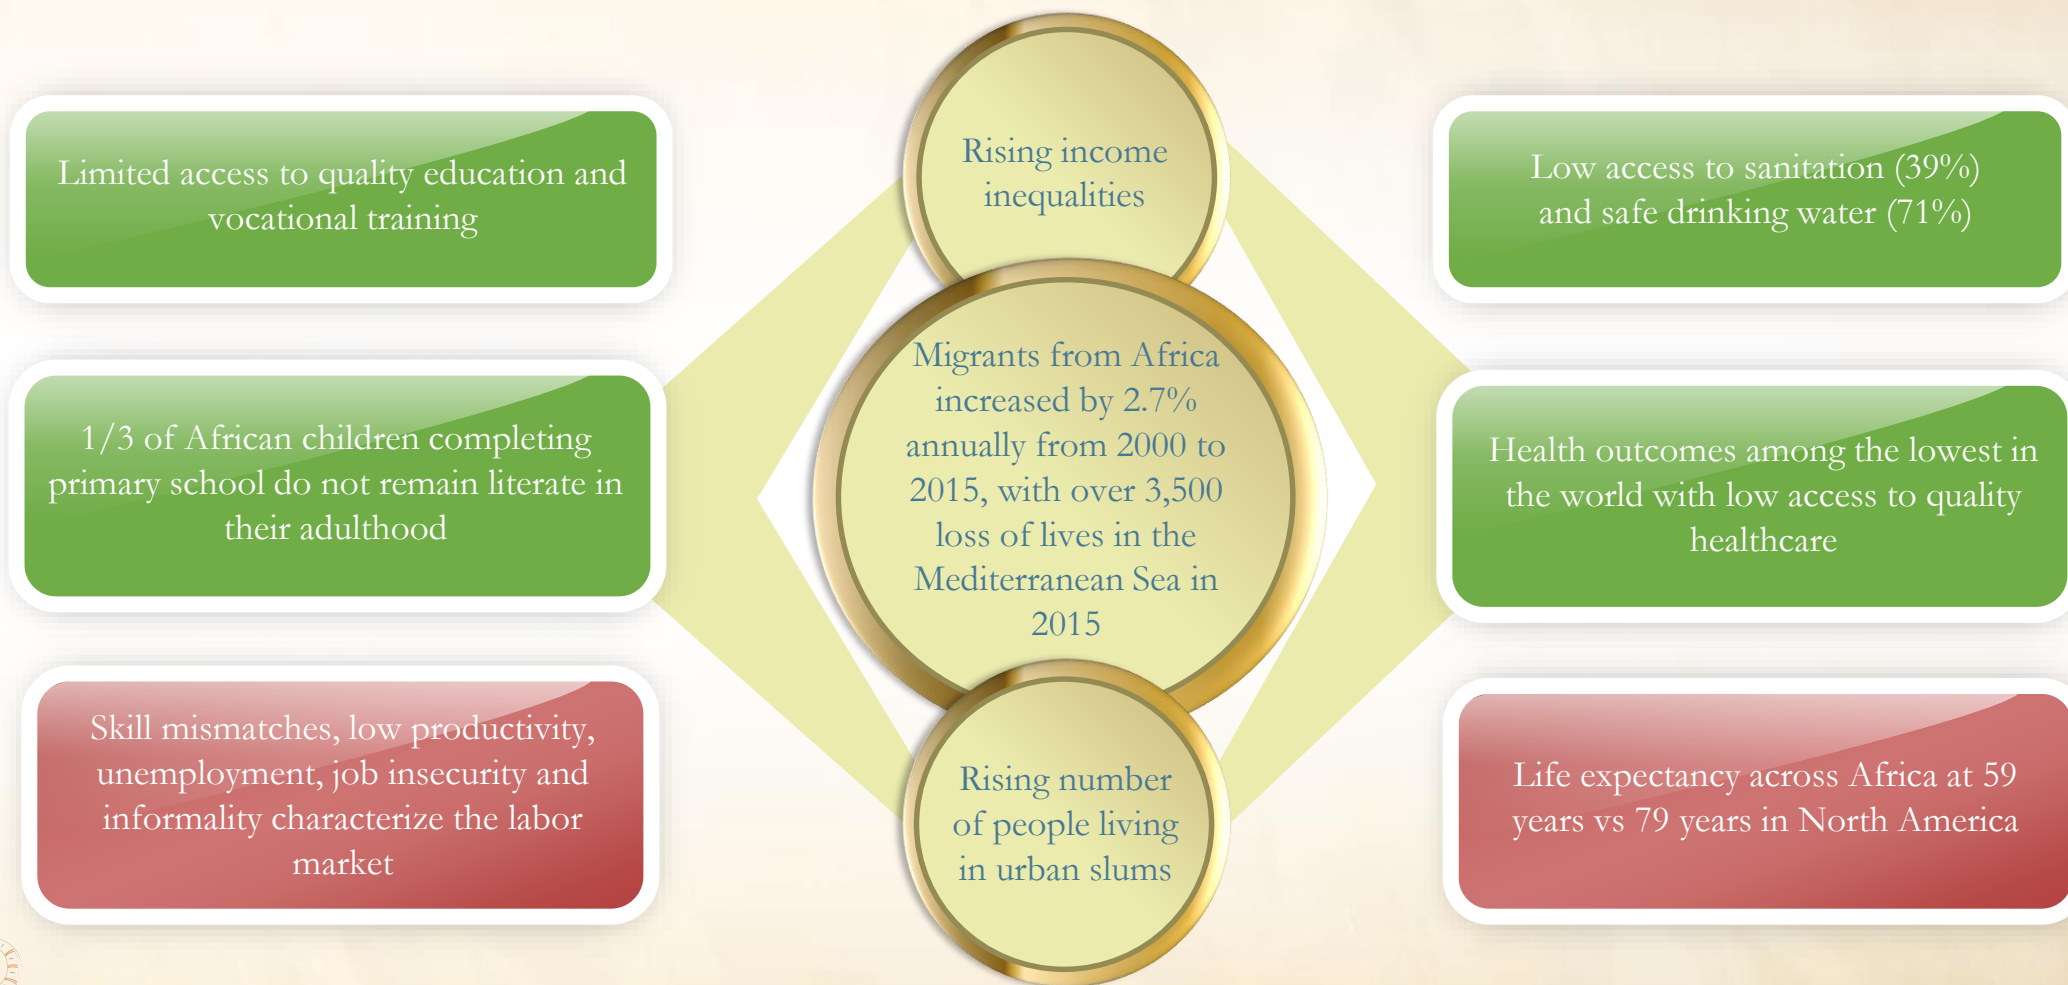 Limited access to quality education and
vocational training
1/3 of African children completing
primary school do not remain literate in
their adulthood
Skill mismatches, low productivity,
unemployment, job insecurity and
informality characterize the labor
market
Rising income
inequalities
Migrants from Africa
increased by 2.7%
annually from 2000 to
2015, with over 3,500
loss of lives in the
Mediterranean Sea in
2015
Rising number
of people living
in urban slums
Low access to sanitation (39%)
and safe drinking water (71%)
Health outcomes among the lowest in
the world with low access to quality
healthcare
Life expectancy across Africa at 59
years vs 79 years in North America